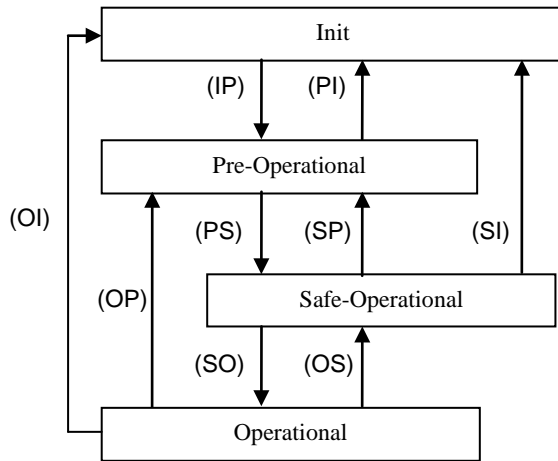 Init
(IP)
(PI)
Pre-Operational
(OI)
(PS)
(SP)
(SI)
(OP)
Safe-Operational
(SO)
(OS)
Operational